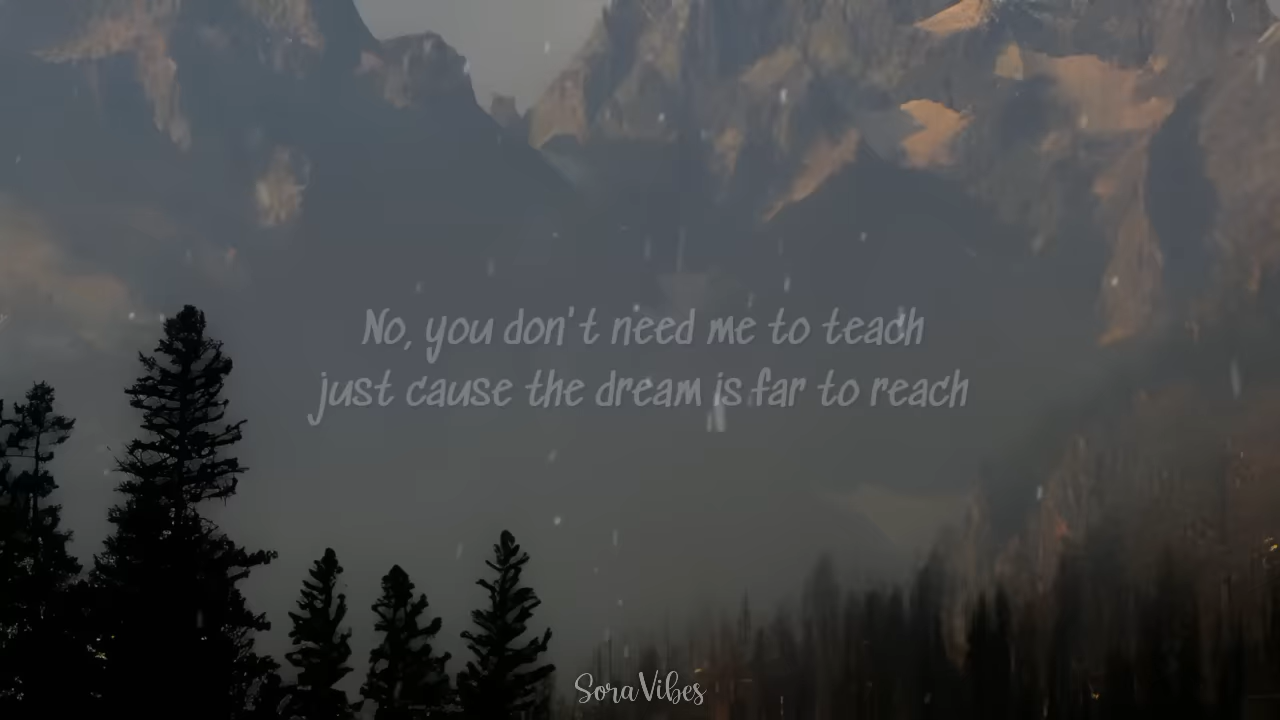 No, you don't need me to teach
just cause the dream is far to reach
SoraVibes